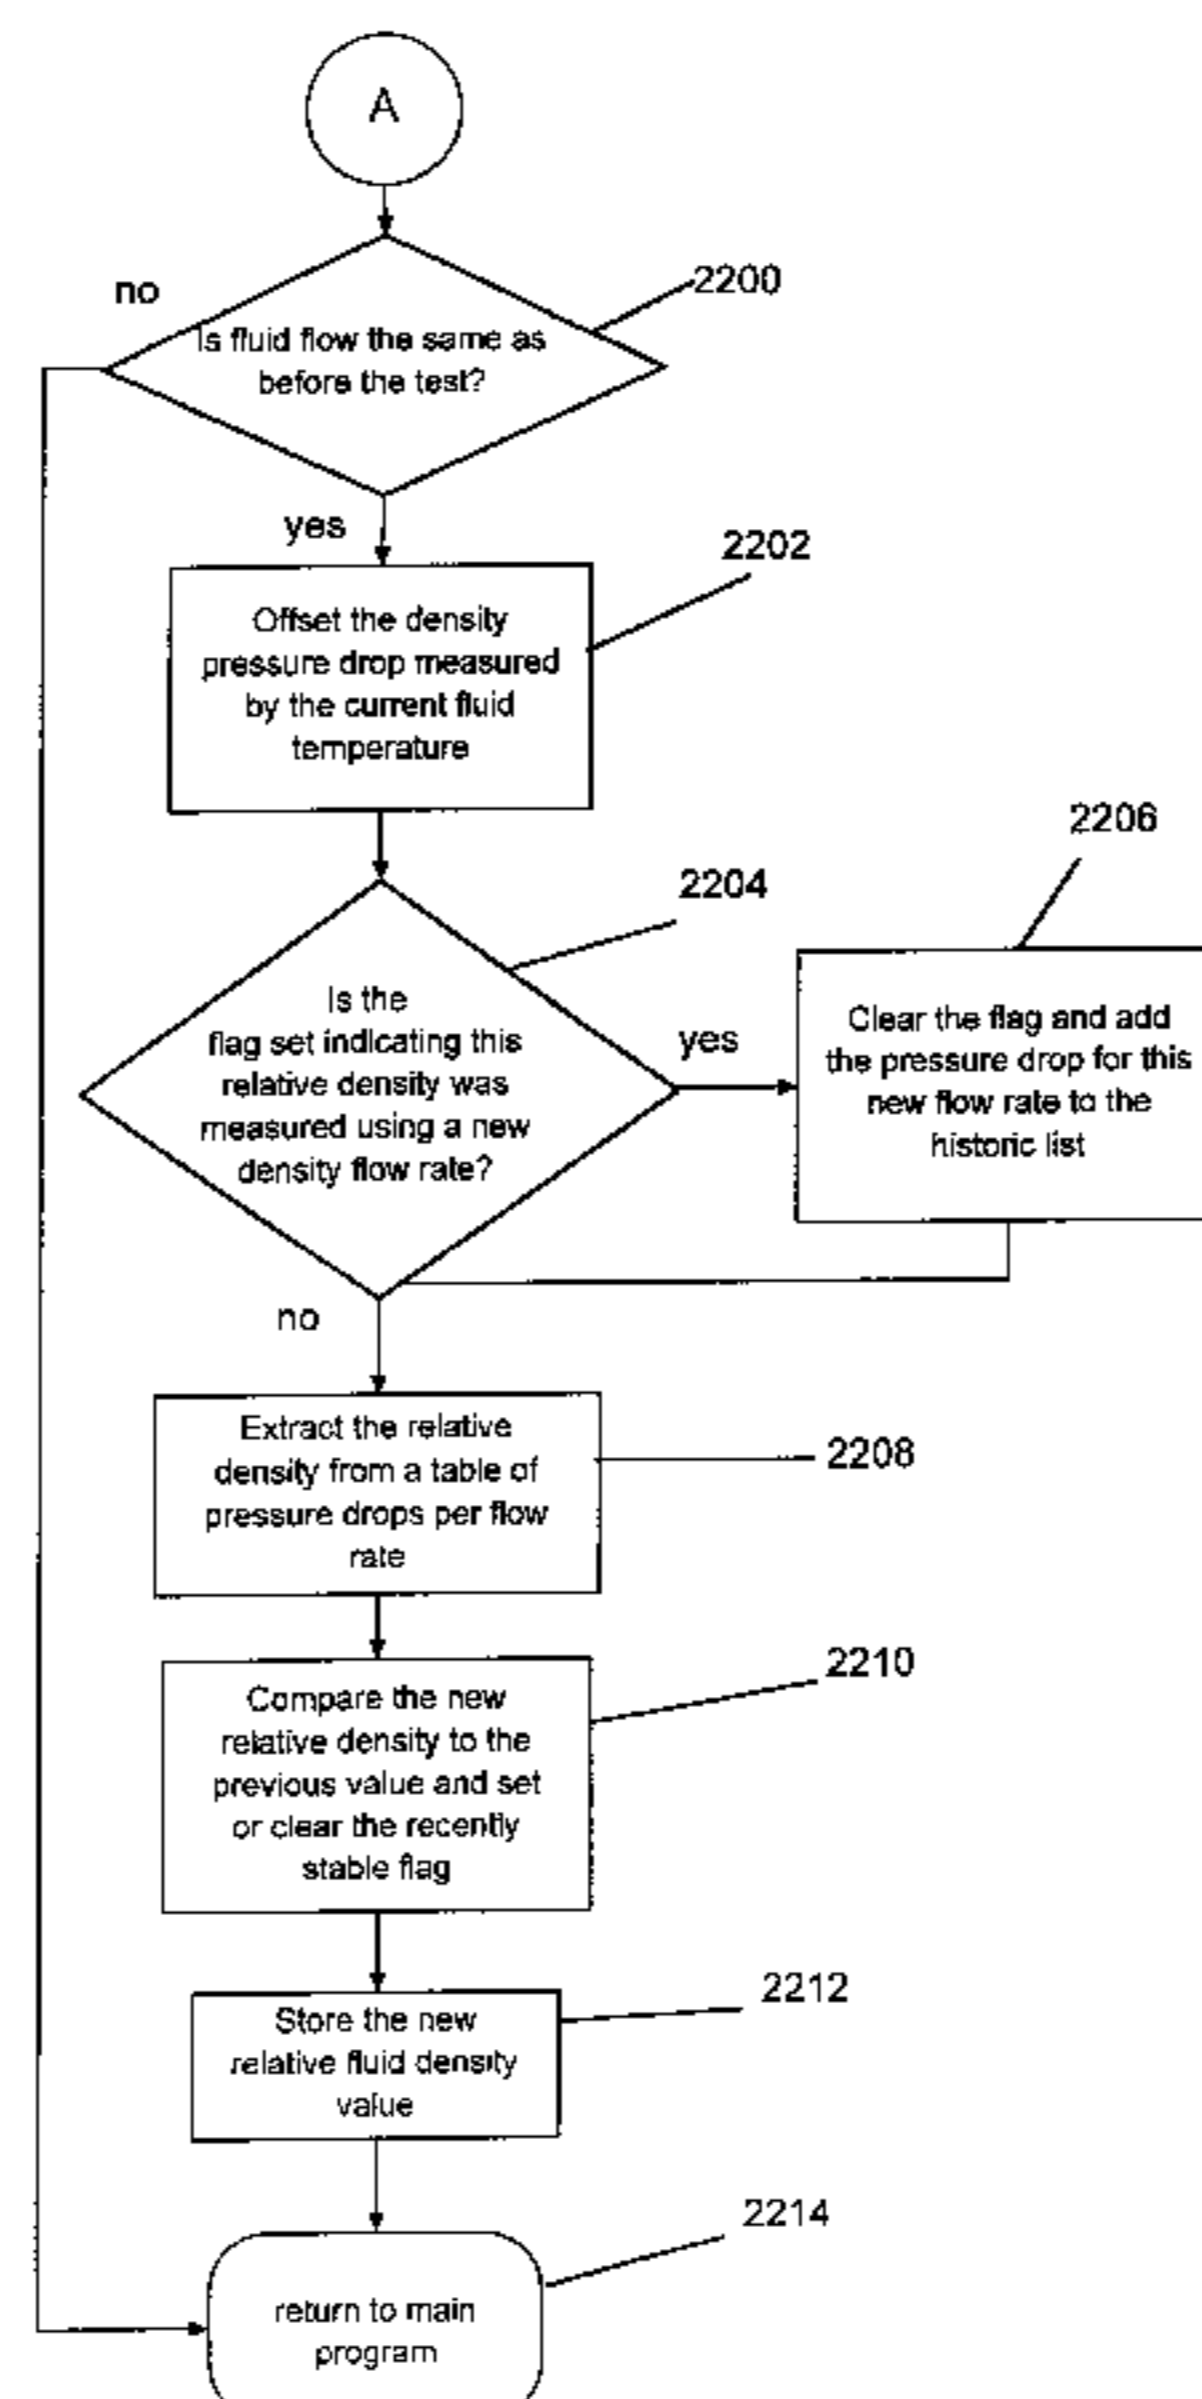 A
no
2200
Is fluid flow the same as
before the test?
yes
2202
Offset the density
pressure drop measured
by the current fluid
temperature
2206
2204
Is the
flag set indicating this
relative density was
measured using a new
density flow rate?
yes
Clear the flag and add
the pressure drop for this
new flow rate to the
historic list
no
Extract the relative
density from a table of
pressure drops per flow
rate
2208
2210
Compare the new
relative density to the
previous value and set
or clear the recently
stable flag
2212
Store the new
relative fluid density
value
2214
return to main
program